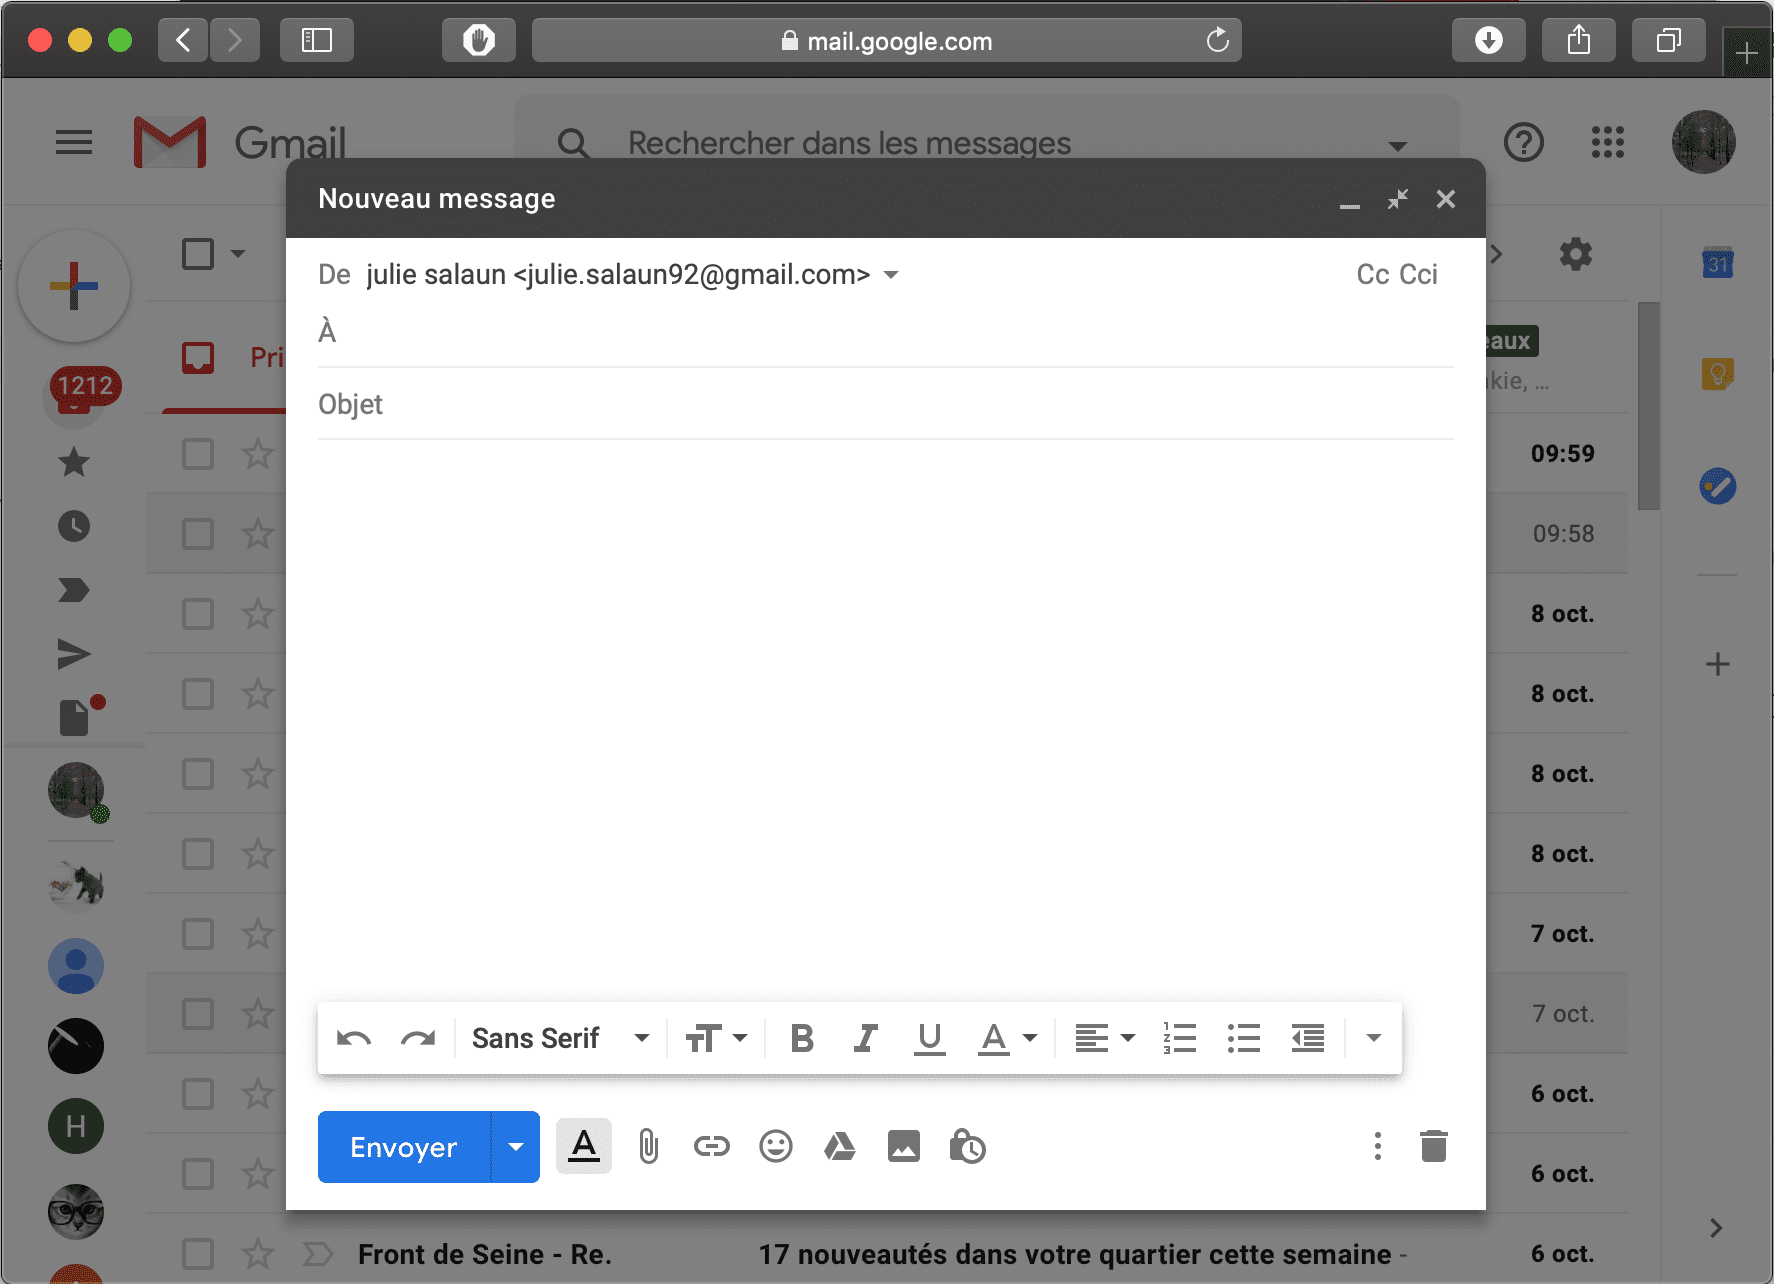 mail.google.com
Gmail
Rechercher dans les messages
Nouveau message
De julie salaun <julie.salaun92@gmail.com>
Cc Cci
À
Objet
31
1212
09:59
09:58
8 oct.
8 oct.
8 oct.
8 oct.
7 oct.
7 oct.
Sans Serif
B I U A
6 oct.
H
Envoyer
A
6 oct.
Front de Seine - Re.
17 nouveautés dans votre quartier cette semaine -
6 oct.